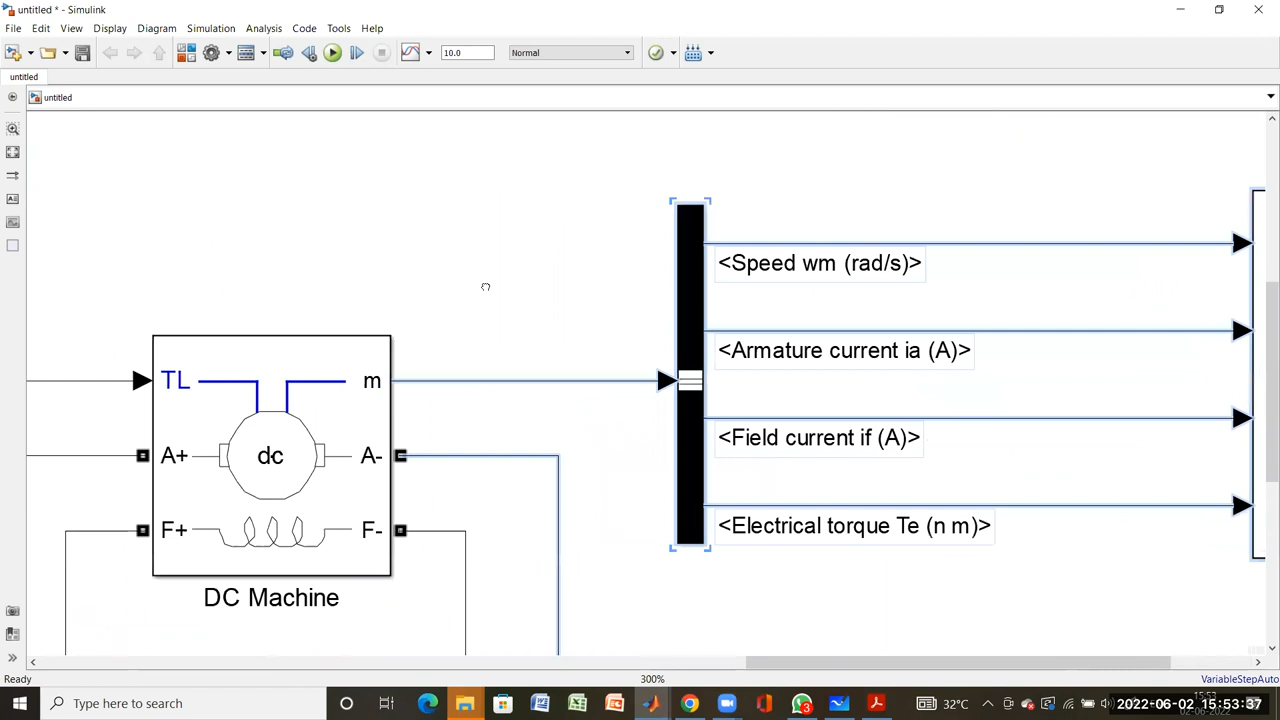 untitled * - Simulink
File Edit View Display Diagram Simulation Analysis Code Tools Help
10.0 Normal
untitled
untitled
<Speed wm (rad/s)>
TL m
<Armature current ia (A)>
A+ dc A-
<Field current if (A)>
F+ F-
<Electrical torque Te (n m)>
DC Machine
Ready 300% VariableStepAuto
Type here to search 3 32°C 2022-06-02 15:53:37